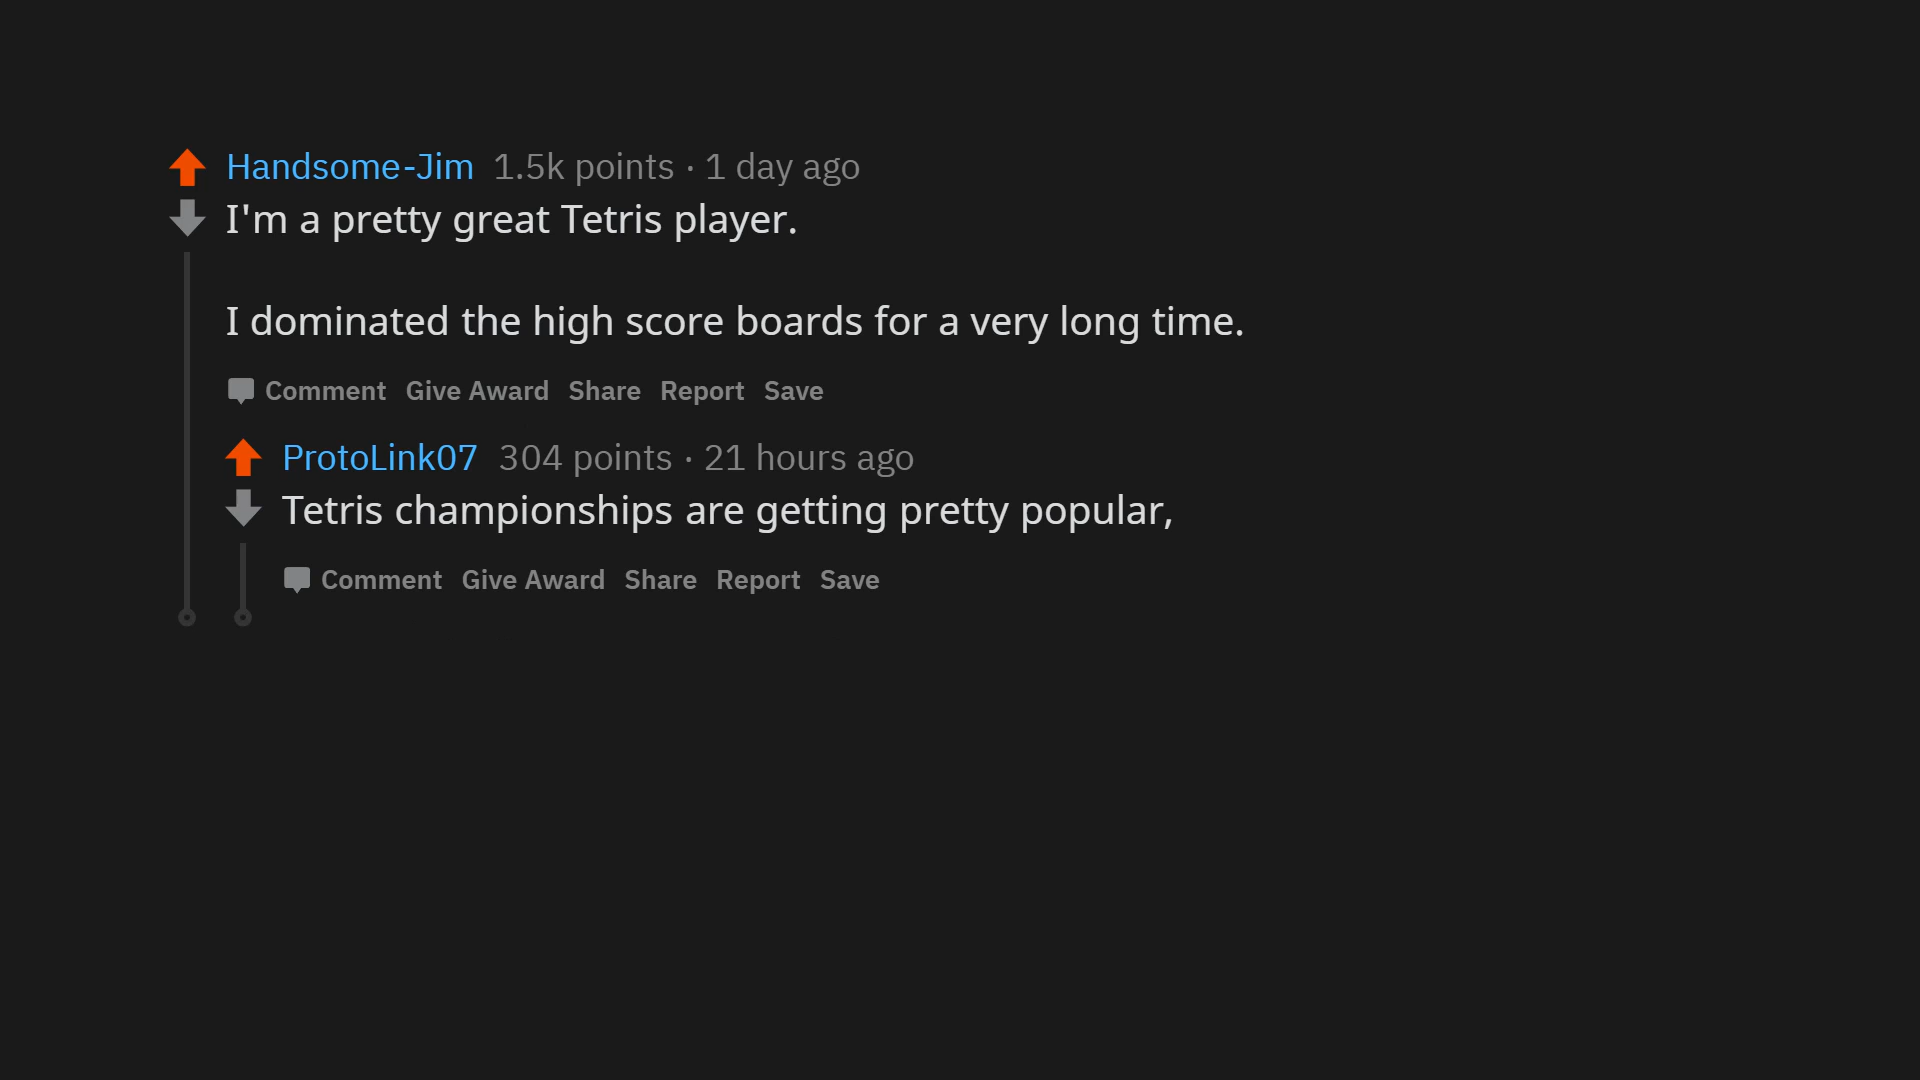 Handsome-Jim 1.5k points · 1 day ago
I'm a pretty great Tetris player.
I dominated the high score boards for a very long time.
Comment Give Award Share Report Save
ProtoLink07 304 points · 21 hours ago
Tetris championships are getting pretty popular,
Comment Give Award Share Report Save